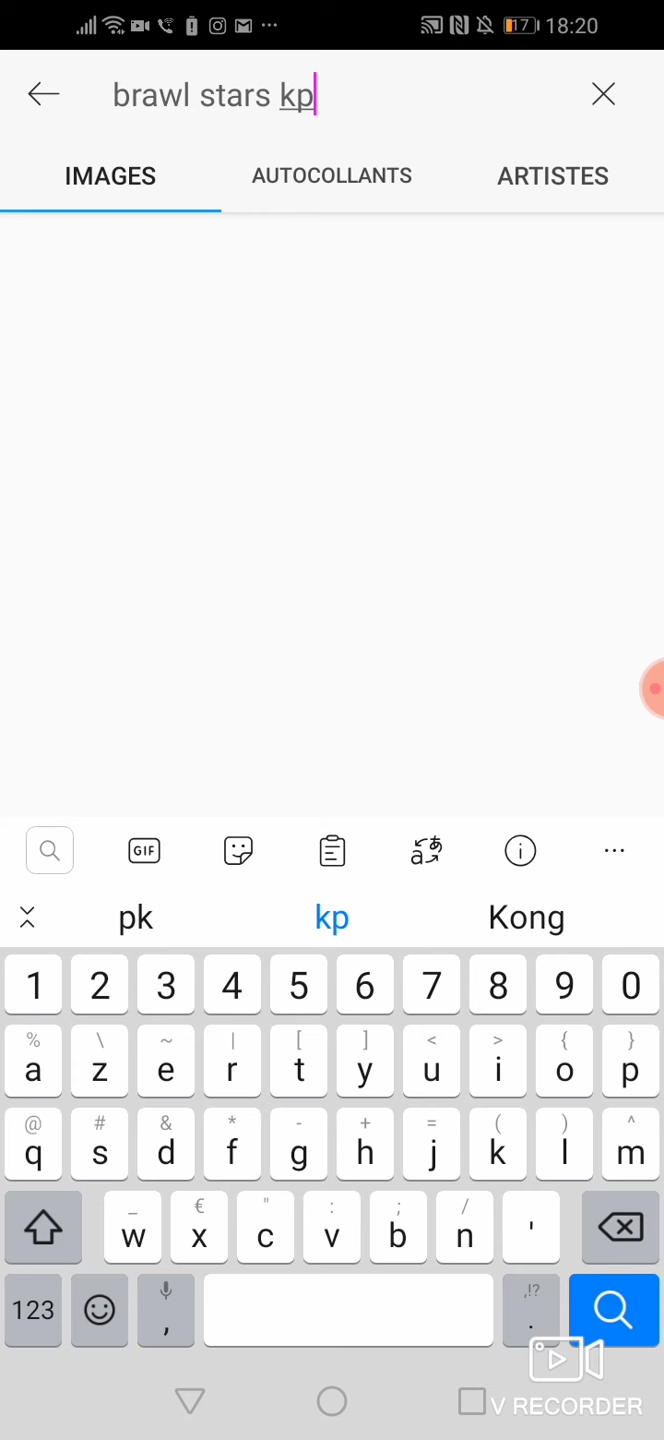 17 18:20
brawl stars kp
IMAGES AUTOCOLLANTS ARTISTES
GIF
pk kp Kong
1 2 3 4 5 6 7 8 9 0
% \ ~ | [ ] < > { }
a z e r t y u i o p
@ # & * - + = ( ) ^
q s d f g h j k l m
_ € " : ; /
w x c v b n '
123 , ,!? .
V RECORDER